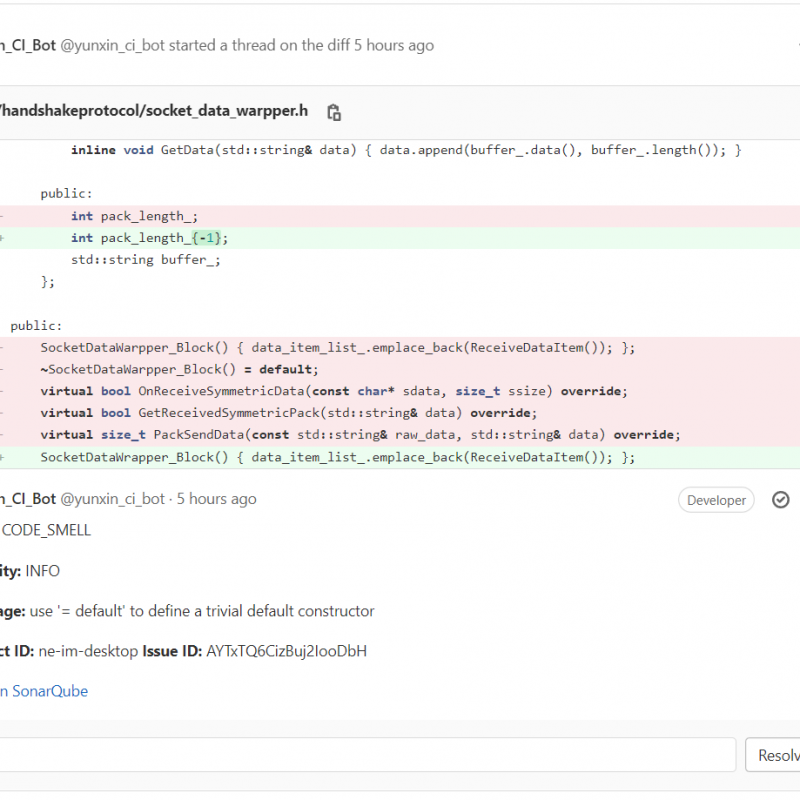 n_CI_Bot @yunxin_ci_bot started a thread on the diff 5 hours ago
/handshakeprotocol/socket_data_warpper.h
inline void GetData(std::string& data) { data.append(buffer_.data(), buffer_.length()); }
public:
- int pack_length_;
+ int pack_length_{-1};
std::string buffer_;
};
public:
- SocketDataWarpper_Block() { data_item_list_.emplace_back(ReceiveDataItem()); };
- ~SocketDataWarpper_Block() = default;
- virtual bool OnReceiveSymmetricData(const char* sdata, size_t ssize) override;
- virtual bool GetReceivedSymmetricPack(std::string& data) override;
- virtual size_t PackSendData(const std::string& raw_data, std::string& data) override;
+ SocketDataWrapper_Block() { data_item_list_.emplace_back(ReceiveDataItem()); };
n_CI_Bot @yunxin_ci_bot · 5 hours ago Developer
CODE_SMELL
ity: INFO
age: use '= default' to define a trivial default constructor
ct ID: ne-im-desktop Issue ID: AYTxTQ6CizBuj2IooDbH
n SonarQube
Resolv